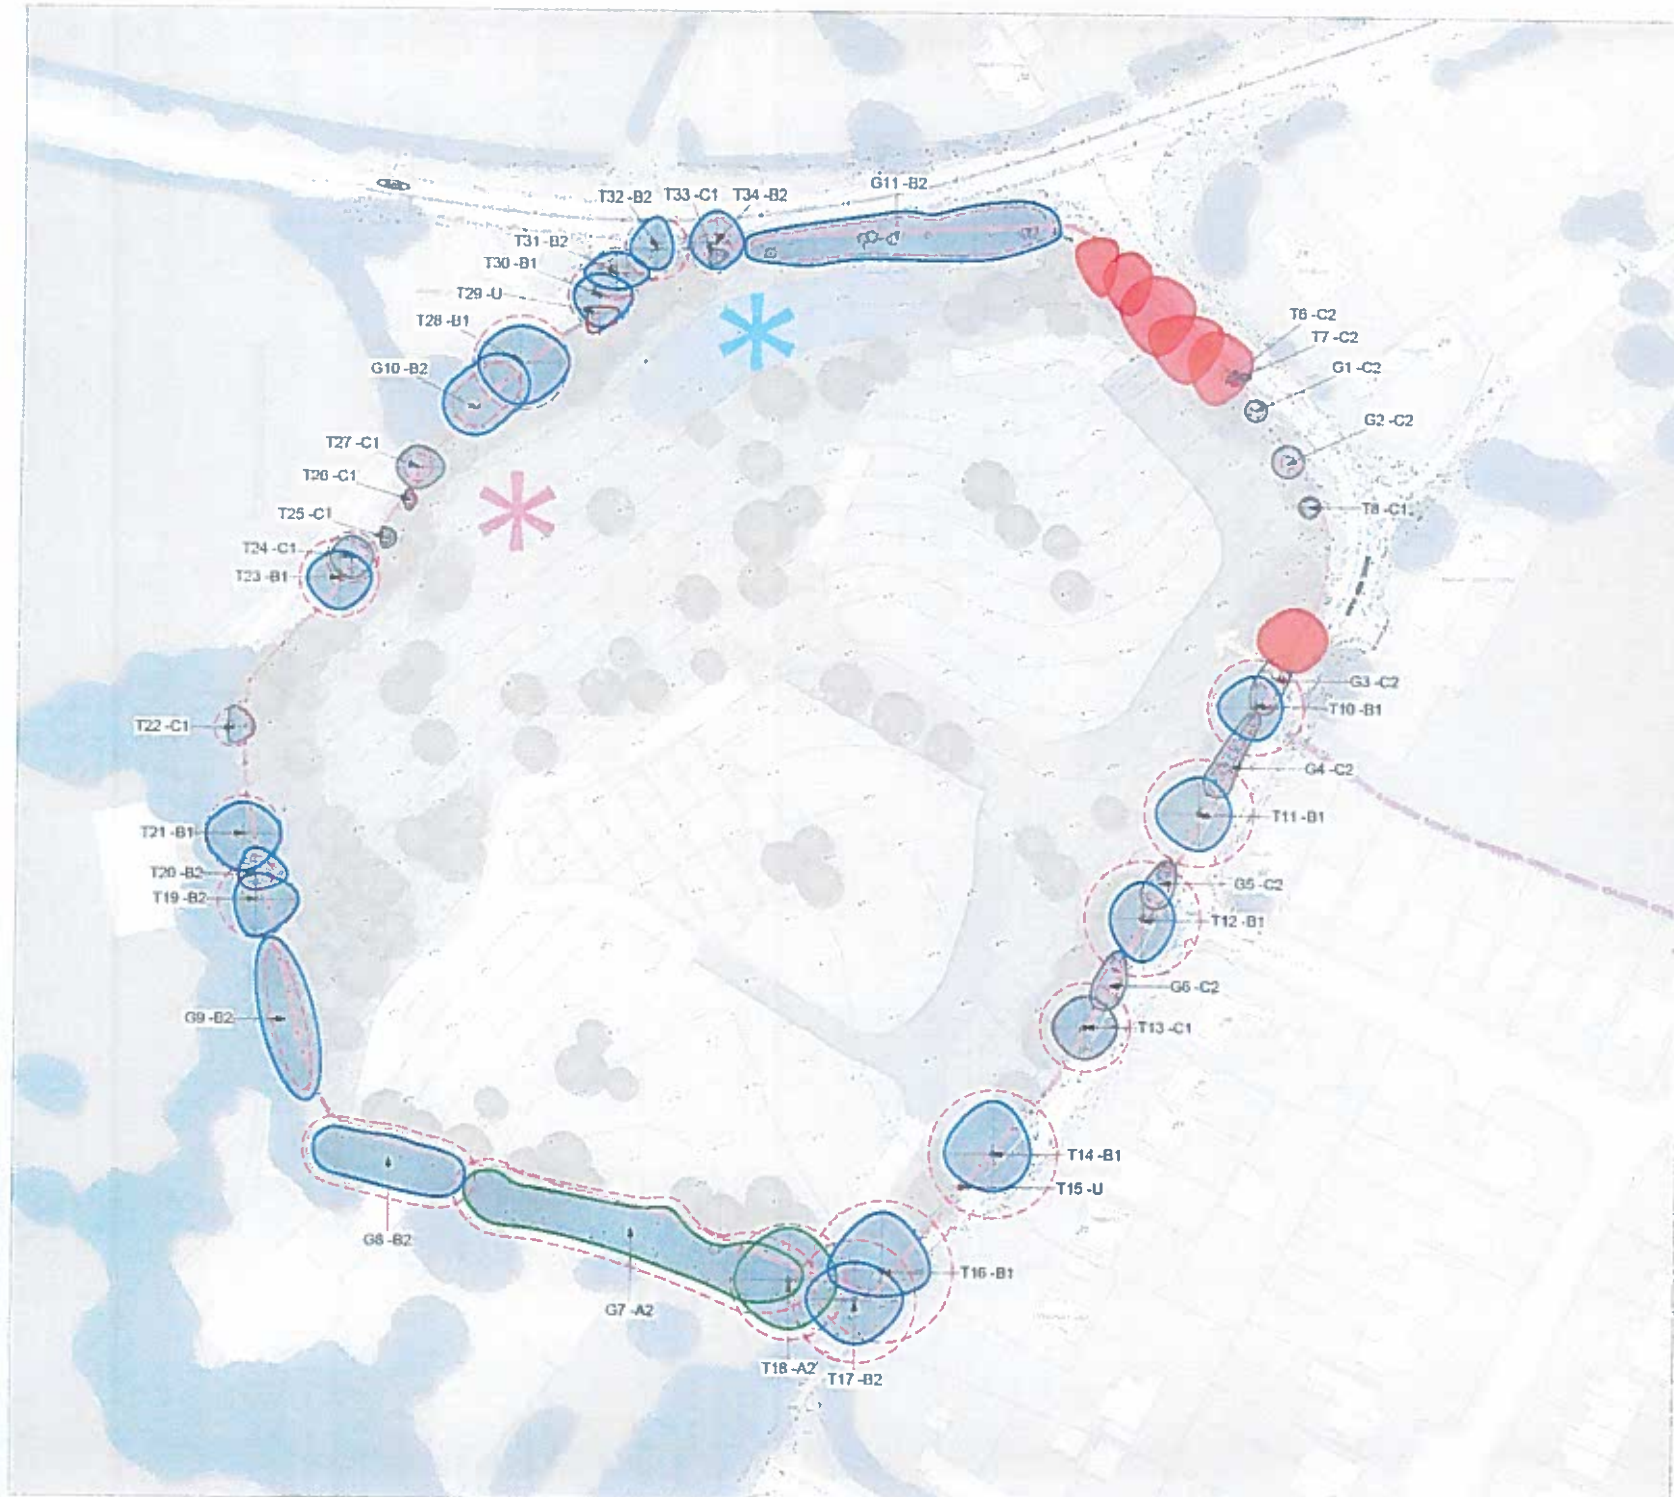 G11 -B2
T32 -B2
T33 -C1
T34 -B2
T31 -B2
T30 -B1
T29 -U
T28 -B1
G10 -B2
T6 -C2
T7 -C2
G1 -C2
G2 -C2
T27 -C1
T26 -C1
T25 -C1
T24 -C1
T23 -B1
T8 -C1
G3 -C2
T10 -B1
T22 -C1
G4 -C2
T11 -B1
T21 -B1
T20 -B2
T19 -B2
G5 -C2
T12 -B1
G6 -C2
G9 -B2
T13 -C1
T14 -B1
T15 -U
G8 -B2
T16 -B1
G7 -A2
T18 -A2
T17 -B2